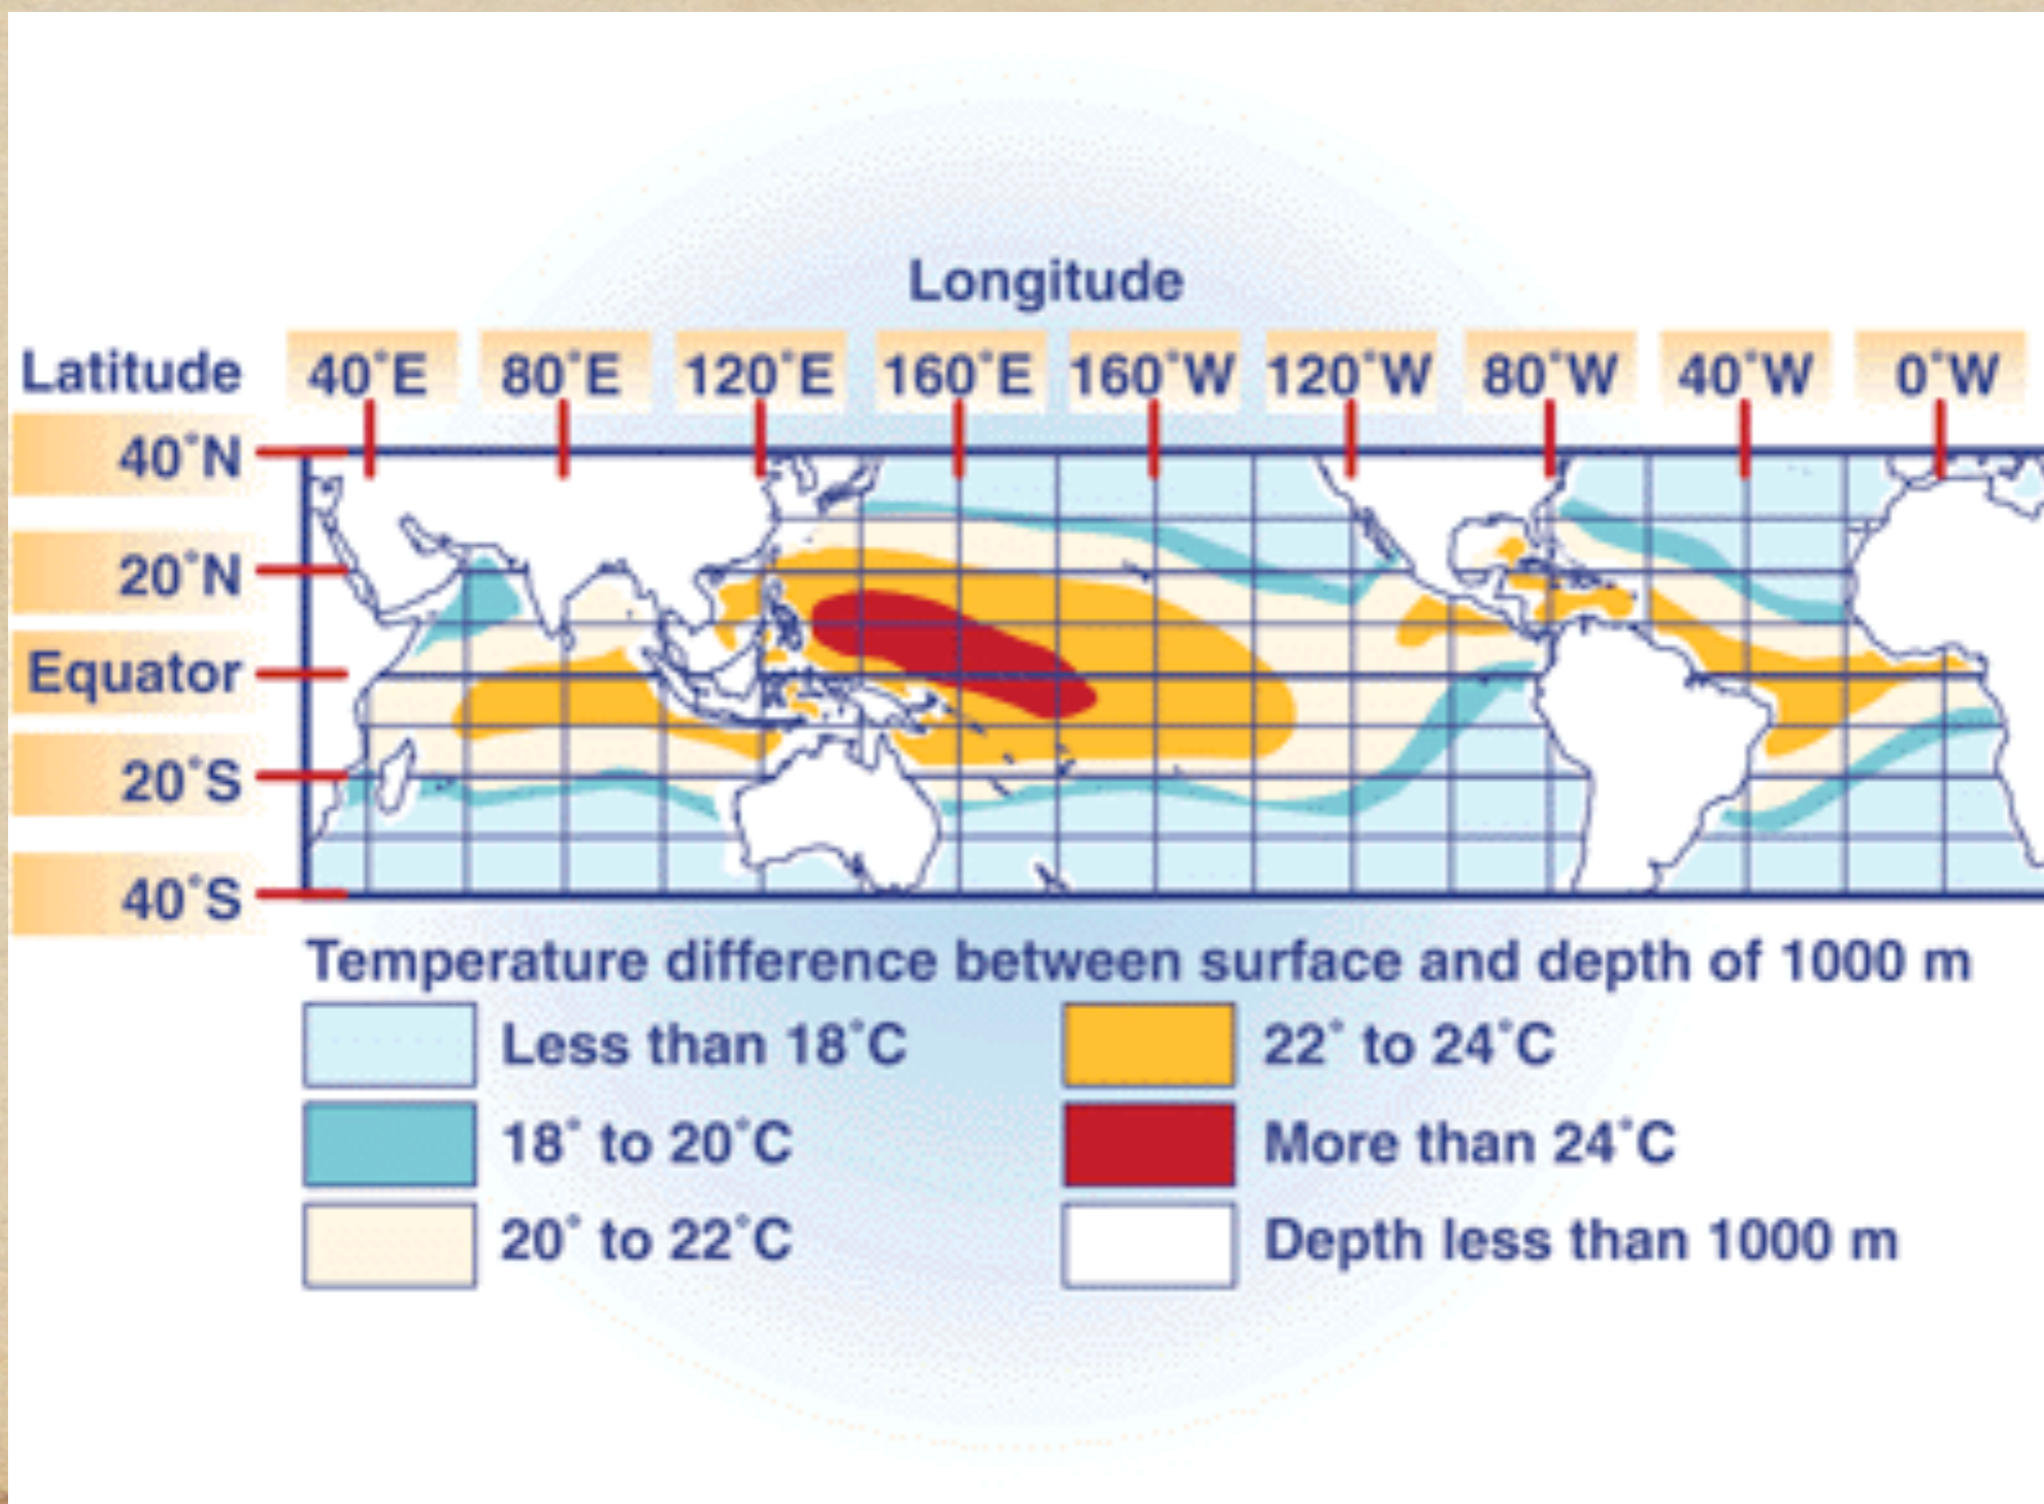 Longitude
Latitude 40°E 80°E 120°E 160°E 160°W 120°W 80°W 40°W 0°W
40°N
20°N
Equator
20°S
40°S
Temperature difference between surface and depth of 1000 m
Less than 18°C 22° to 24°C
18° to 20°C More than 24°C
20° to 22°C Depth less than 1000 m